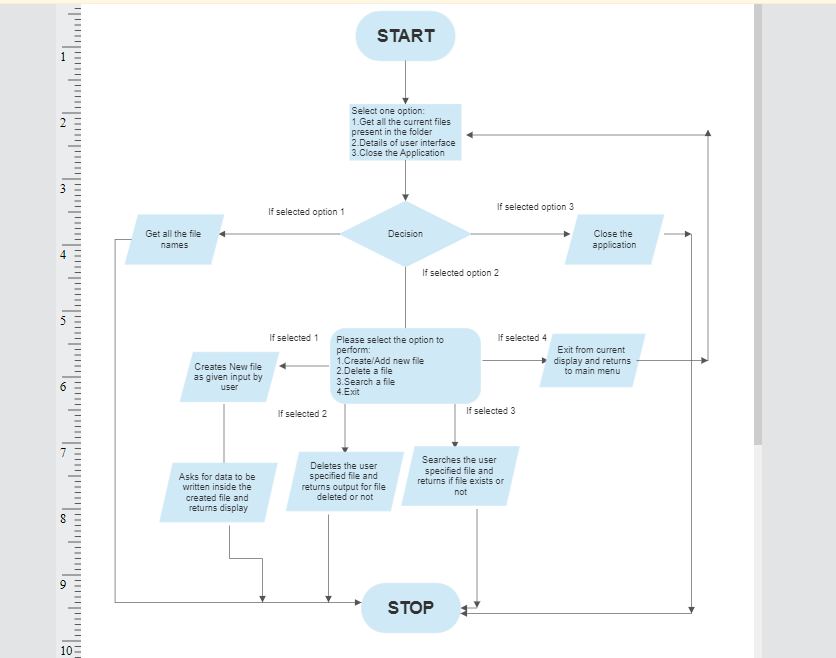 START
1
Select one option:
1.Get all the current files
present in the folder
2.Details of user interface
3.Close the Application
2
3
If selected option 1
If selected option 3
Get all the file
names
Decision
Close the
application
4
If selected option 2
5
If selected 1
Please select the option to
perform:
1.Create/Add new file
2.Delete a file
3.Search a file
4.Exit
If selected 4
Exit from current
display and returns
to main menu
Creates New file
as given input by
user
6
If selected 2
If selected 3
7
Asks for data to be
written inside the
created file and
returns display
Deletes the user
specified file and
returns output for file
deleted or not
Searches the user
specified file and
returns if file exists or
not
8
9
STOP
10